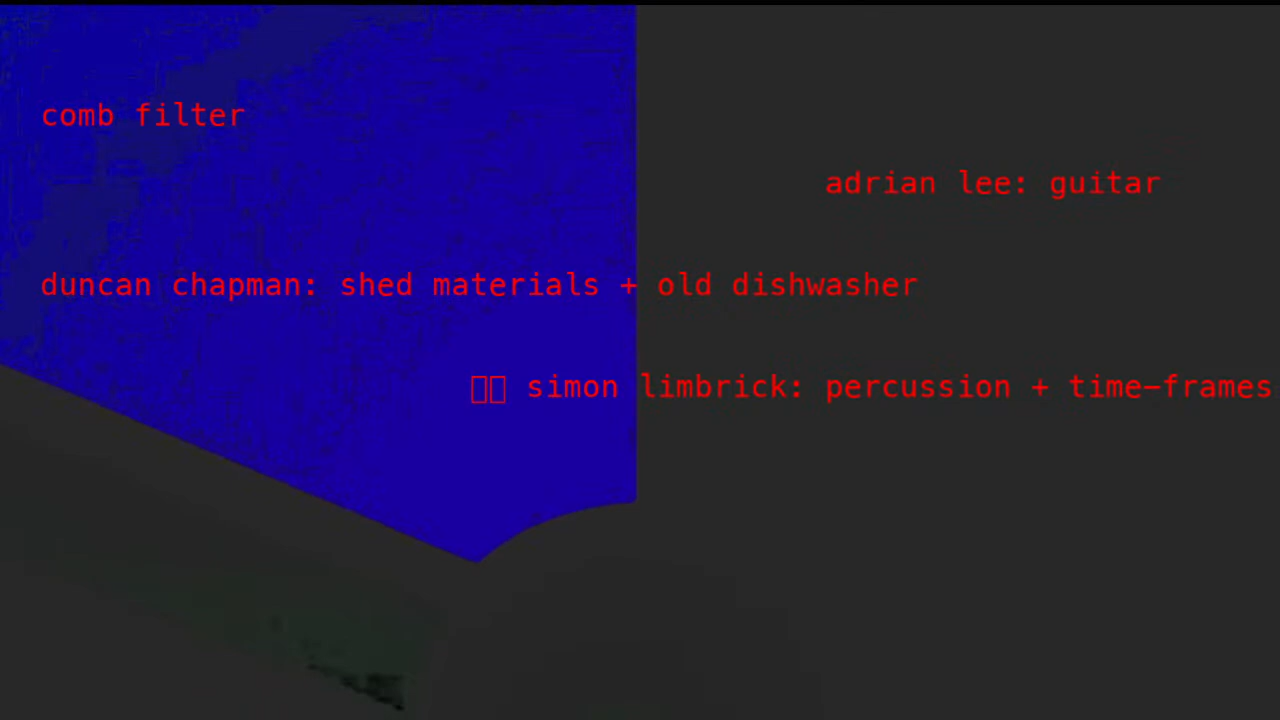 comb filter
adrian lee: guitar
duncan chapman: shed materials + old dishwasher
simon limbrick: percussion + time–frames